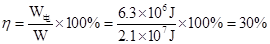 η = W电/W ×100% = 6.3×10⁶J/2.1×10⁷J ×100% = 30%